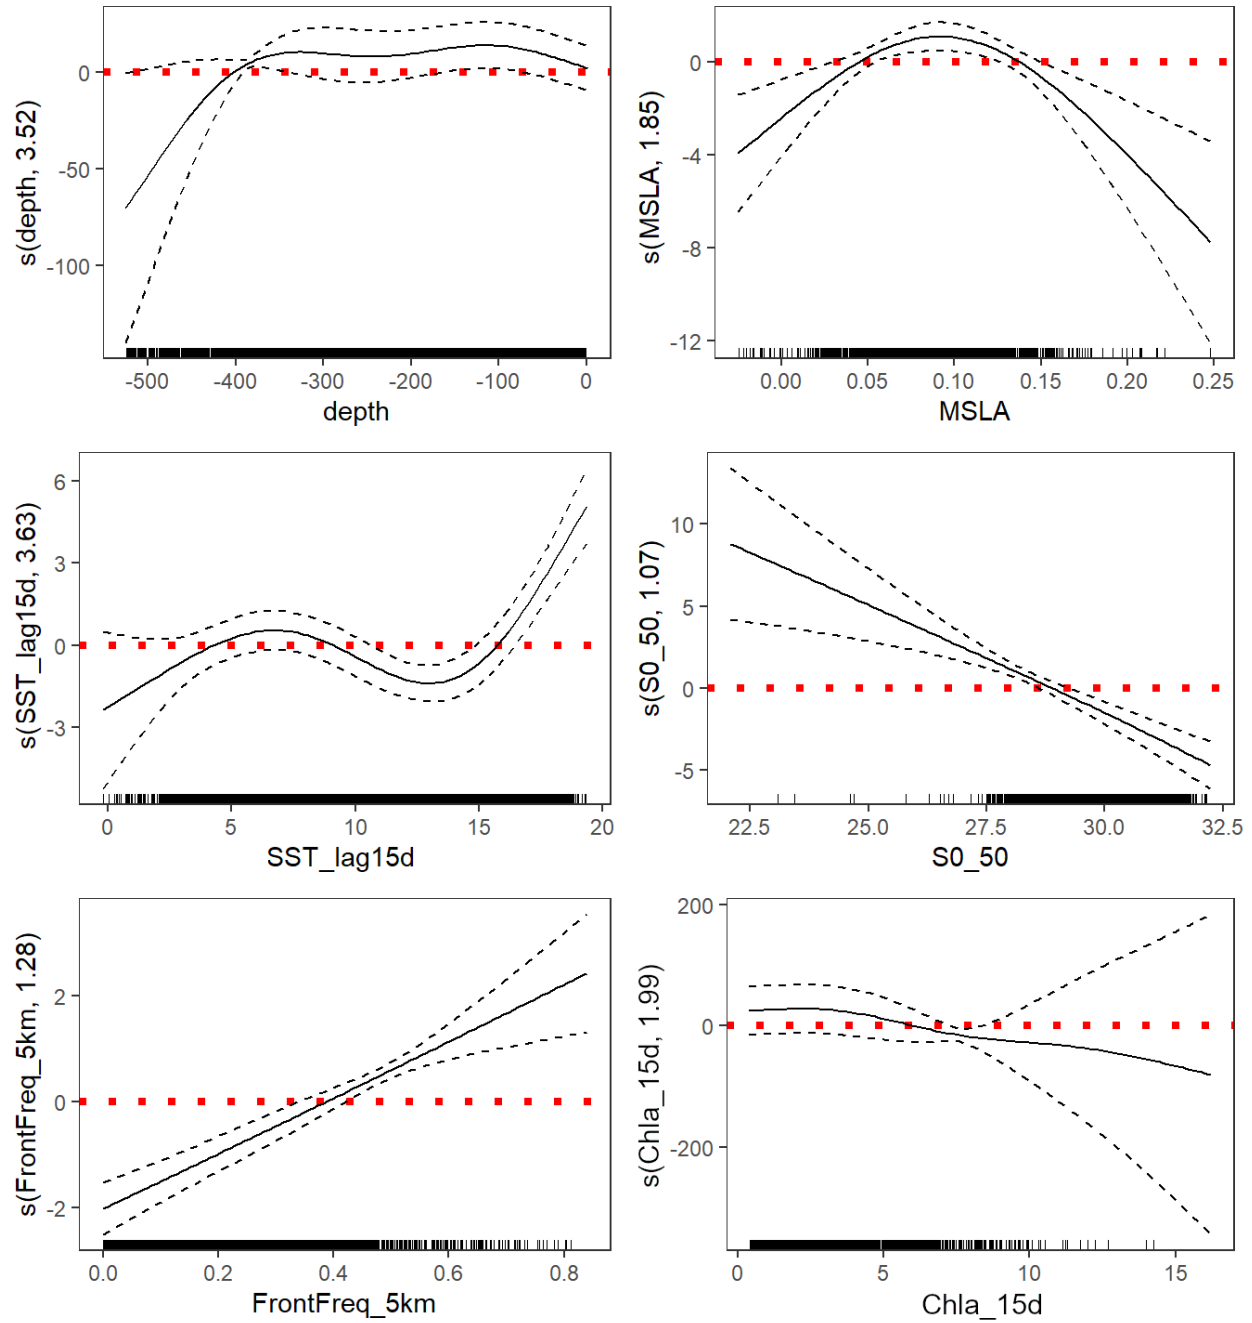 s(depth, 3.52)
0
-50
-100
-500 -400 -300 -200 -100 0
depth
s(MSLA, 1.85)
0
-4
-8
-12
0.00 0.05 0.10 0.15 0.20 0.25
MSLA
s(SST_lag15d, 3.63)
6
3
0
-3
0 5 10 15 20
SST_lag15d
s(S0_50, 1.07)
10
5
0
-5
22.5 25.0 27.5 30.0 32.5
S0_50
s(FrontFreq_5km, 1.28)
2
0
-2
0.0 0.2 0.4 0.6 0.8
FrontFreq_5km
s(Chla_15d, 1.99)
200
0
-200
0 5 10 15
Chla_15d